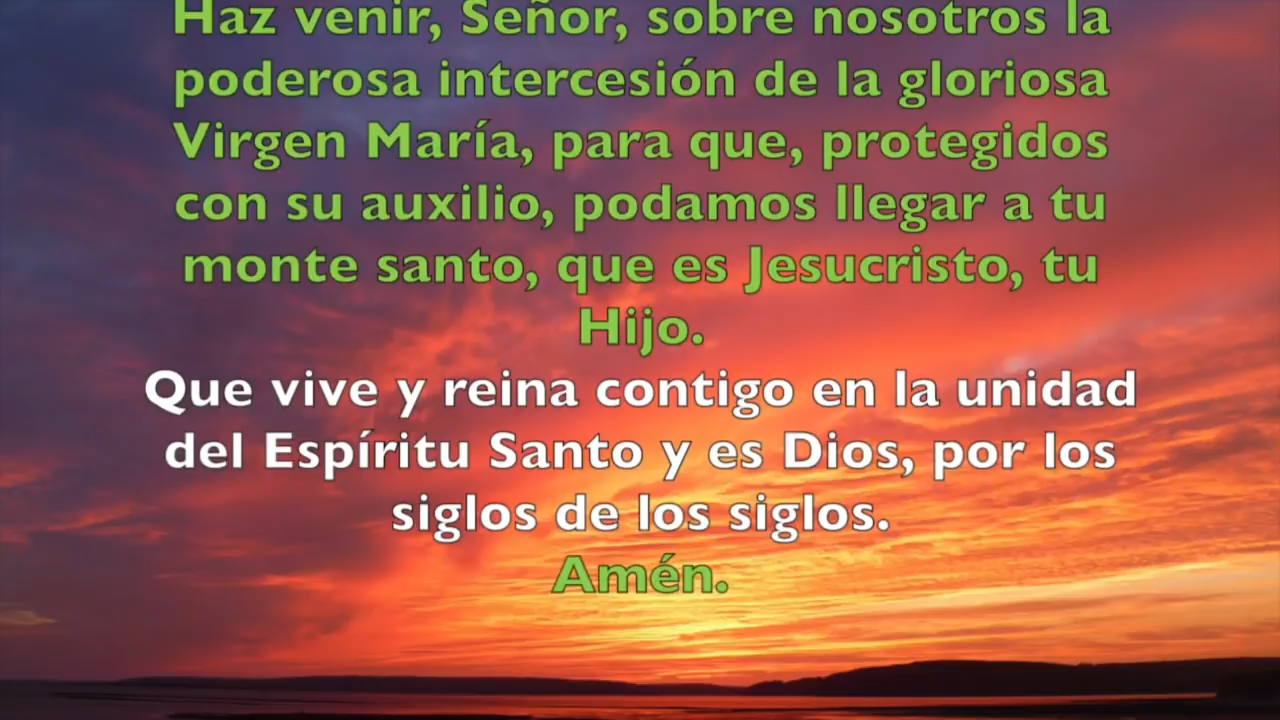 Haz venir, Señor, sobre nosotros la
poderosa intercesión de la gloriosa
Virgen María, para que, protegidos
con su auxilio, podamos llegar a tu
monte santo, que es Jesucristo, tu
Hijo.
Que vive y reina contigo en la unidad
del Espíritu Santo y es Dios, por los
siglos de los siglos.
Amén.